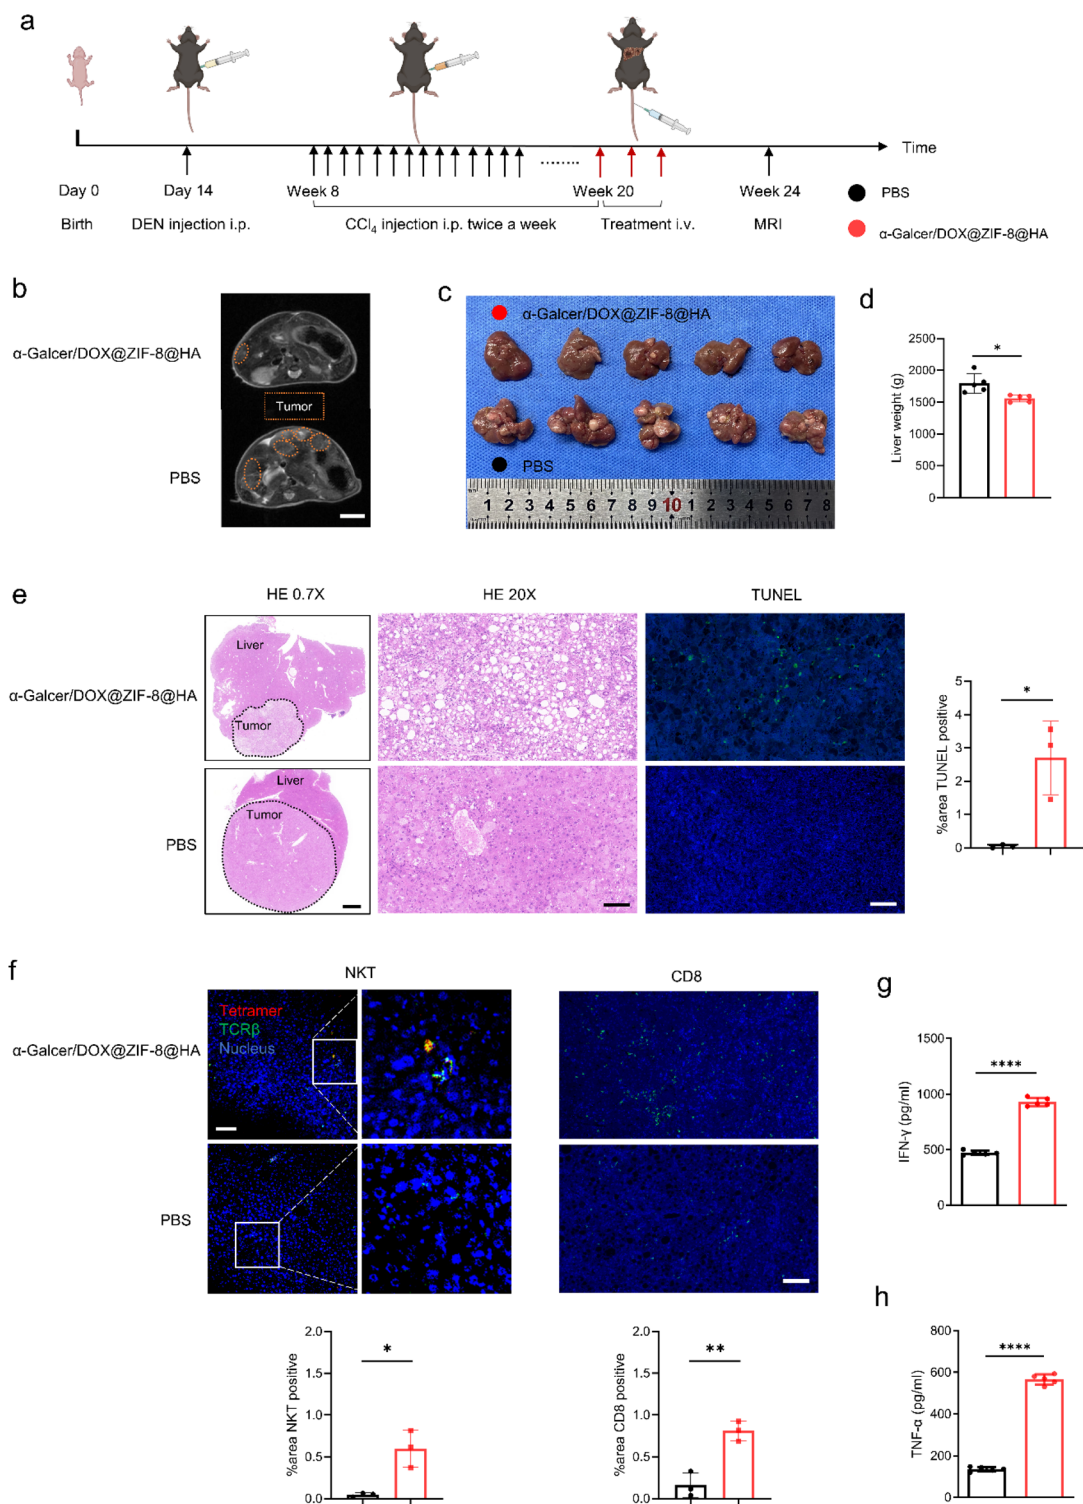 a
Time
Day 0
Day 14
Week 8
Week 20
Week 24
Birth
DEN injection i.p.
CCl₄ injection i.p. twice a week
Treatment i.v.
MRI
PBS
α-Galcer/DOX@ZIF-8@HA
b
α-Galcer/DOX@ZIF-8@HA
Tumor
PBS
c
α-Galcer/DOX@ZIF-8@HA
PBS
1 2 3 4 5 6 7 8 9 10 1 2 3 4 5 6 7 8
d
Liver weight (g)
2500
2000
1500
1000
500
0
*
e
HE 0.7X
HE 20X
TUNEL
α-Galcer/DOX@ZIF-8@HA
Liver
Tumor
PBS
Liver
Tumor
%area TUNEL positive
5
4
3
2
1
0
*
f
NKT
CD8
α-Galcer/DOX@ZIF-8@HA
Tetramer
TCRβ
Nucleus
PBS
%area NKT positive
2.0
1.5
1.0
0.5
0.0
*
%area CD8 positive
2.0
1.5
1.0
0.5
0.0
**
g
IFN-γ (pg/ml)
1500
1000
500
0
****
h
TNF-α (pg/ml)
800
600
400
200
0
****